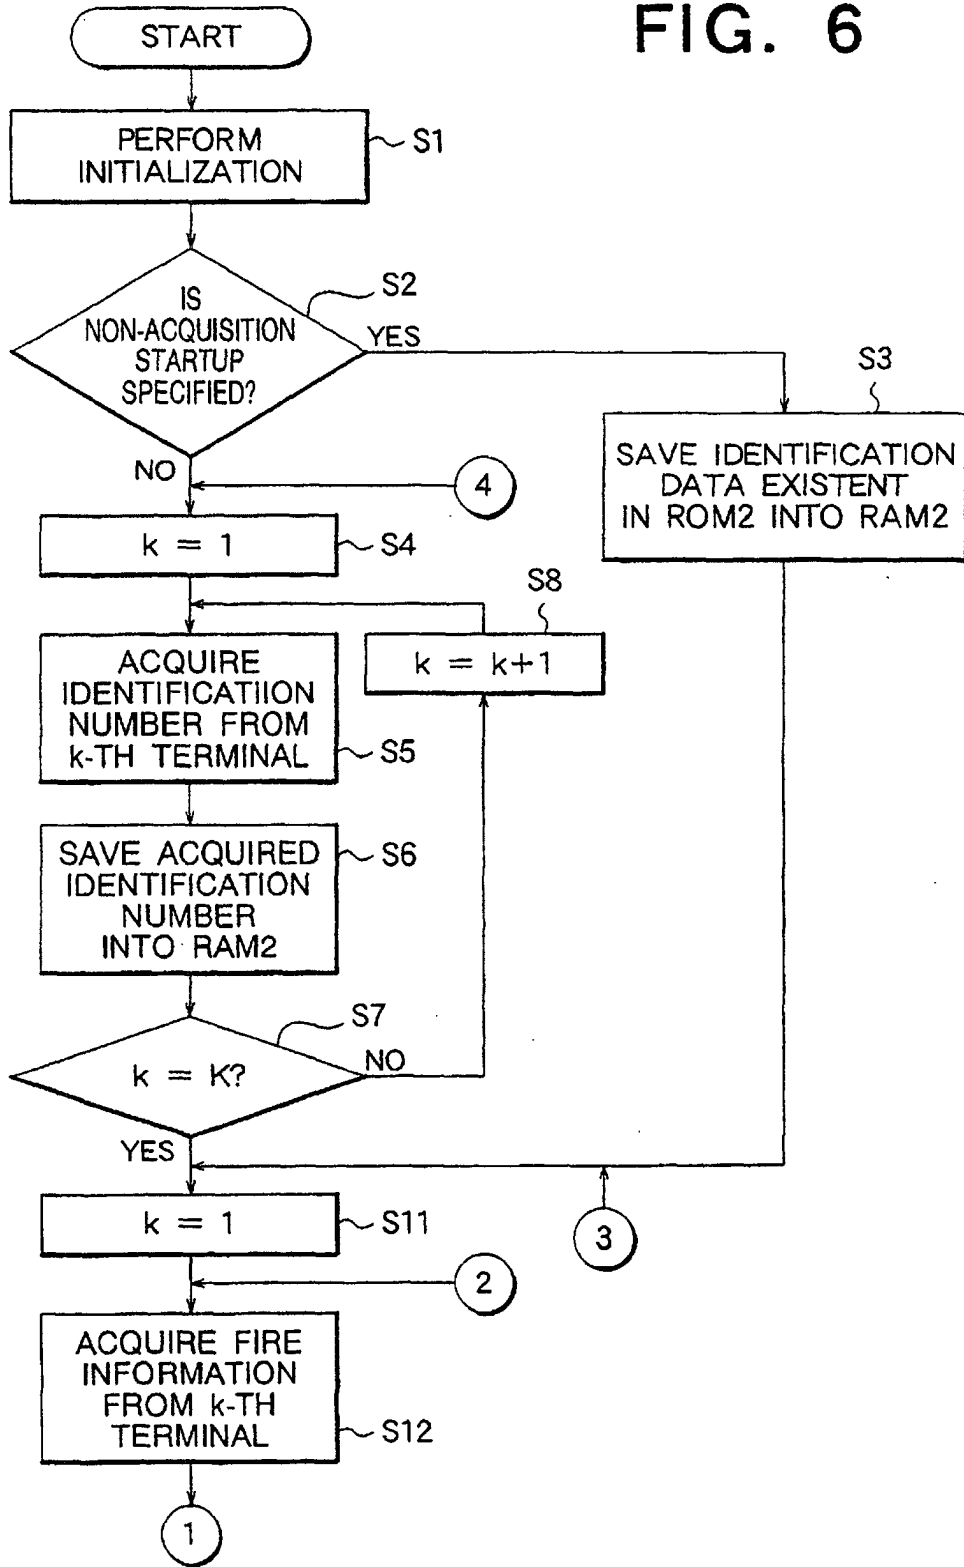 FIG. 6
START
PERFORM
INITIALIZATION
S1
IS
NON-ACQUISITION
STARTUP
SPECIFIED?
S2
YES
NO
S3
SAVE IDENTIFICATION
DATA EXISTENT
IN ROM2 INTO RAM2
4
k = 1
S4
S8
k = k+1
ACQUIRE
IDENTIFICATIION
NUMBER FROM
k-TH TERMINAL
S5
SAVE ACQUIRED
IDENTIFICATION
NUMBER
INTO RAM2
S6
S7
k = K?
NO
YES
3
k = 1
S11
2
ACQUIRE FIRE
INFORMATION
FROM k-TH
TERMINAL
S12
1